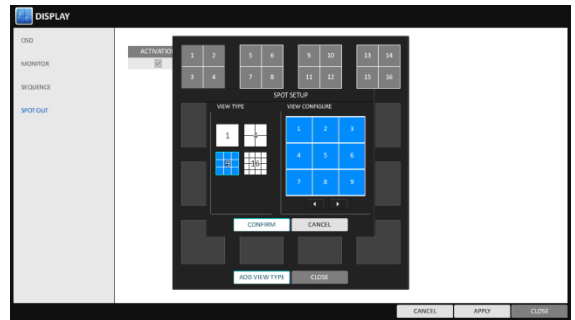 DISPLAY
OSD
MONITOR
SEQUENCE
SPOT OUT
ACTIVATIO
1 2 5 6 9 10 13 14
3 4 7 8 11 12 15 16
SPOT SETUP
VIEW TYPE VIEW CONFIGURE
1 4
9 16
1 2 3
4 5 6
7 8 9
CONFIRM CANCEL
ADD VIEW TYPE CLOSE
CANCEL APPLY CLOSE